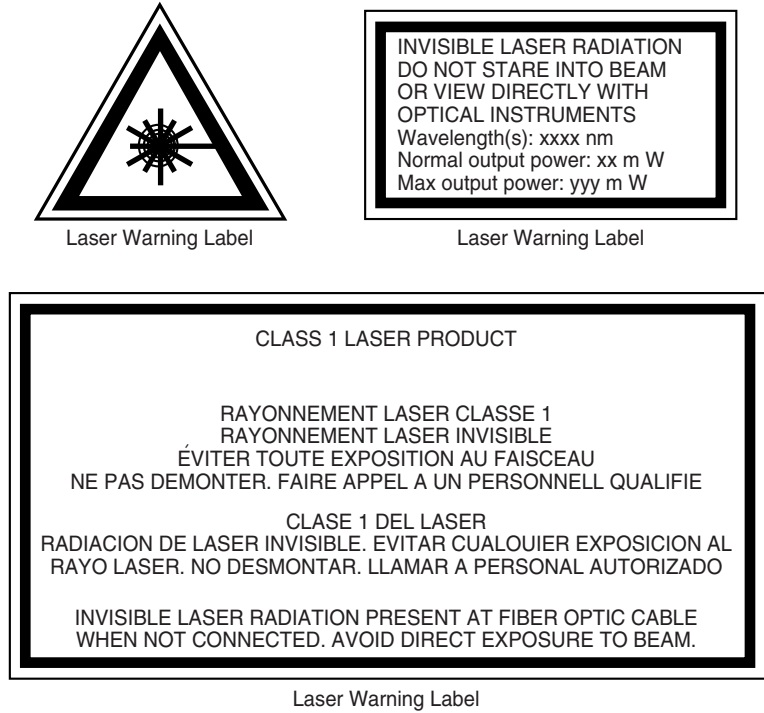 Laser Warning Label
INVISIBLE LASER RADIATION
DO NOT STARE INTO BEAM
OR VIEW DIRECTLY WITH
OPTICAL INSTRUMENTS
Wavelength(s): xxxx nm
Normal output power: xx m W
Max output power: yyy m W
Laser Warning Label
CLASS 1 LASER PRODUCT
RAYONNEMENT LASER CLASSE 1
RAYONNEMENT LASER INVISIBLE
ÉVITER TOUTE EXPOSITION AU FAISCEAU
NE PAS DEMONTER. FAIRE APPEL A UN PERSONNELL QUALIFIE
CLASE 1 DEL LASER
RADIACION DE LASER INVISIBLE. EVITAR CUALOUIER EXPOSICION AL
RAYO LASER. NO DESMONTAR. LLAMAR A PERSONAL AUTORIZADO
INVISIBLE LASER RADIATION PRESENT AT FIBER OPTIC CABLE
WHEN NOT CONNECTED. AVOID DIRECT EXPOSURE TO BEAM.
Laser Warning Label